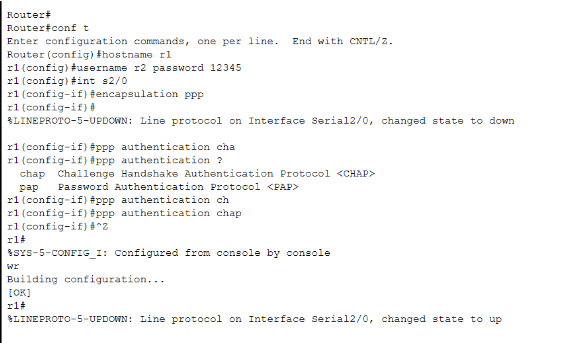 Router#
Router#conf t
Enter configuration commands, one per line.  End with CNTL/Z.
Router(config)#hostname r1
r1(config)#username r2 password 12345
r1(config)#int s2/0
r1(config-if)#encapsulation ppp
r1(config-if)#
%LINEPROTO-5-UPDOWN: Line protocol on Interface Serial2/0, changed state to down
r1(config-if)#ppp authentication cha
r1(config-if)#ppp authentication ?
  chap  Challenge Handshake Authentication Protocol <CHAP>
  pap   Password Authentication Protocol <PAP>
r1(config-if)#ppp authentication ch
r1(config-if)#ppp authentication chap
r1(config-if)#^Z
r1#
%SYS-5-CONFIG_I: Configured from console by console
wr
Building configuration...
[OK]
r1#
%LINEPROTO-5-UPDOWN: Line protocol on Interface Serial2/0, changed state to up